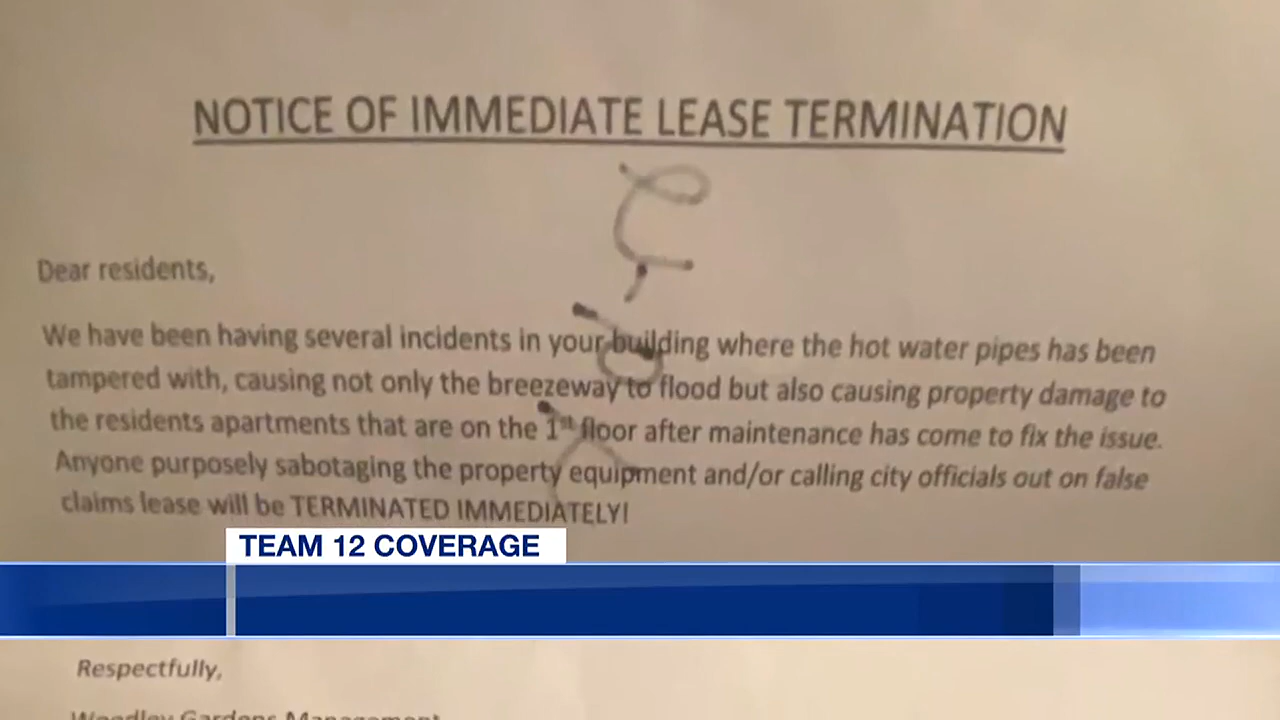 NOTICE OF IMMEDIATE LEASE TERMINATION
Dear residents,
We have been having several incidents in your building where the hot water pipes has been
tampered with, causing not only the breezeway to flood but also causing property damage to
the residents apartments that are on the 1st floor after maintenance has come to fix the issue.
Anyone purposely sabotaging the property equipment and/or calling city officials out on false
claims lease will be TERMINATED IMMEDIATELY!
TEAM 12 COVERAGE
Respectfully,
Woodley Gardens Management